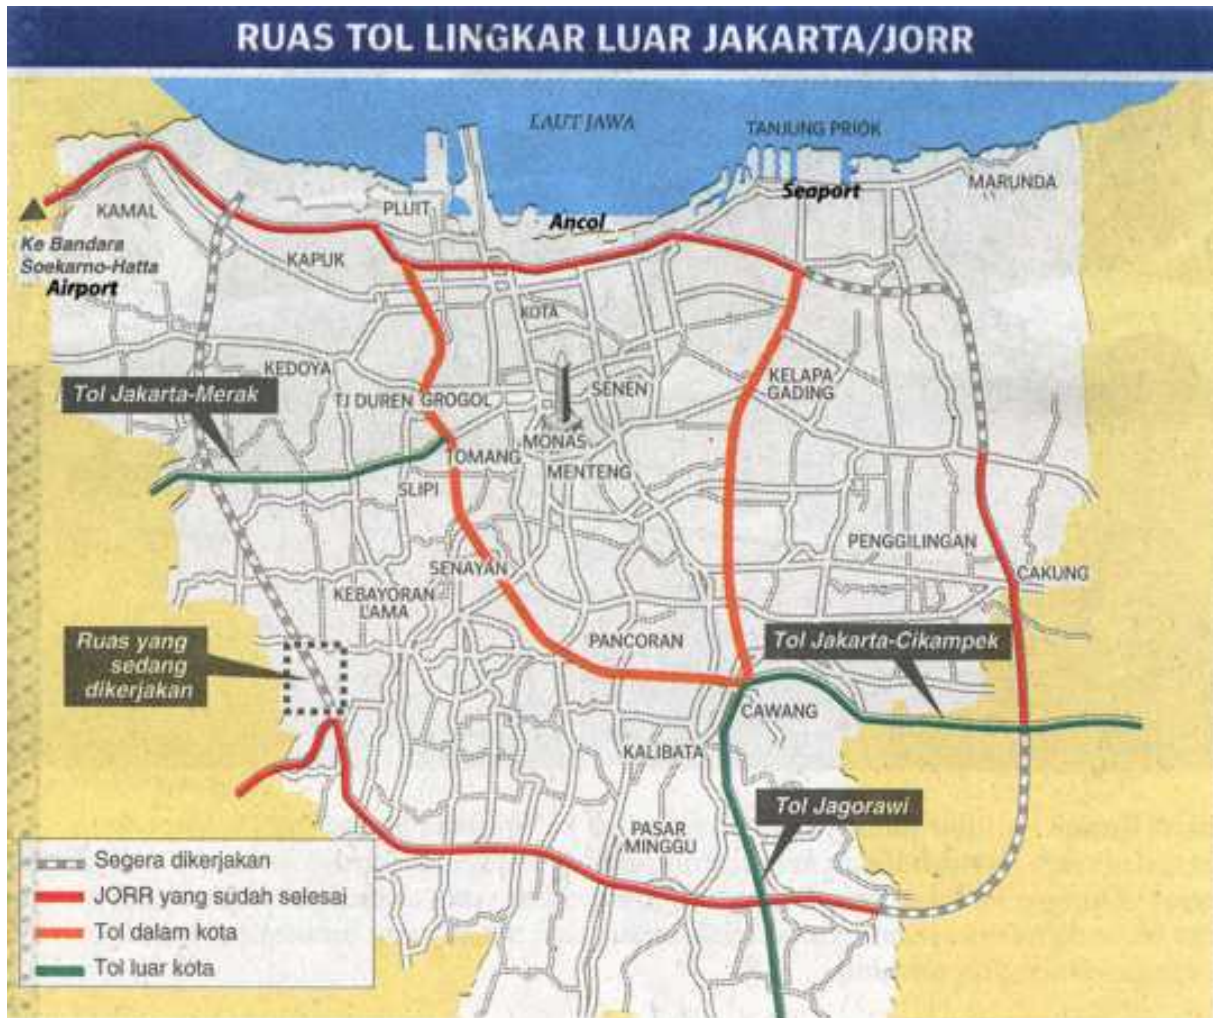 RUAS TOL LINGKAR LUAR JAKARTA/JORR
LAUT JAWA
TANJUNG PRIOK
Seaport
MARUNDA
KAMAL
PLUIT
Ancol
Ke Bandara
Soekarno-Hatta
Airport
KAPUK
KOTA
KEDOYA
Tol Jakarta-Merak
TJ DUREN
GROGOL
SENEN
KELAPA
GADING
MONAS
TOMANG
MENTENG
SLIPI
PENGGILINGAN
SENAYAN
CAKUNG
KEBAYORAN
LAMA
Ruas yang
sedang
dikerjakan
PANCORAN
Tol Jakarta-Cikampek
CAWANG
KALIBATA
Tol Jagorawi
PASAR
MINGGU
Segera dikerjakan
JORR yang sudah selesai
Tol dalam kota
Tol luar kota